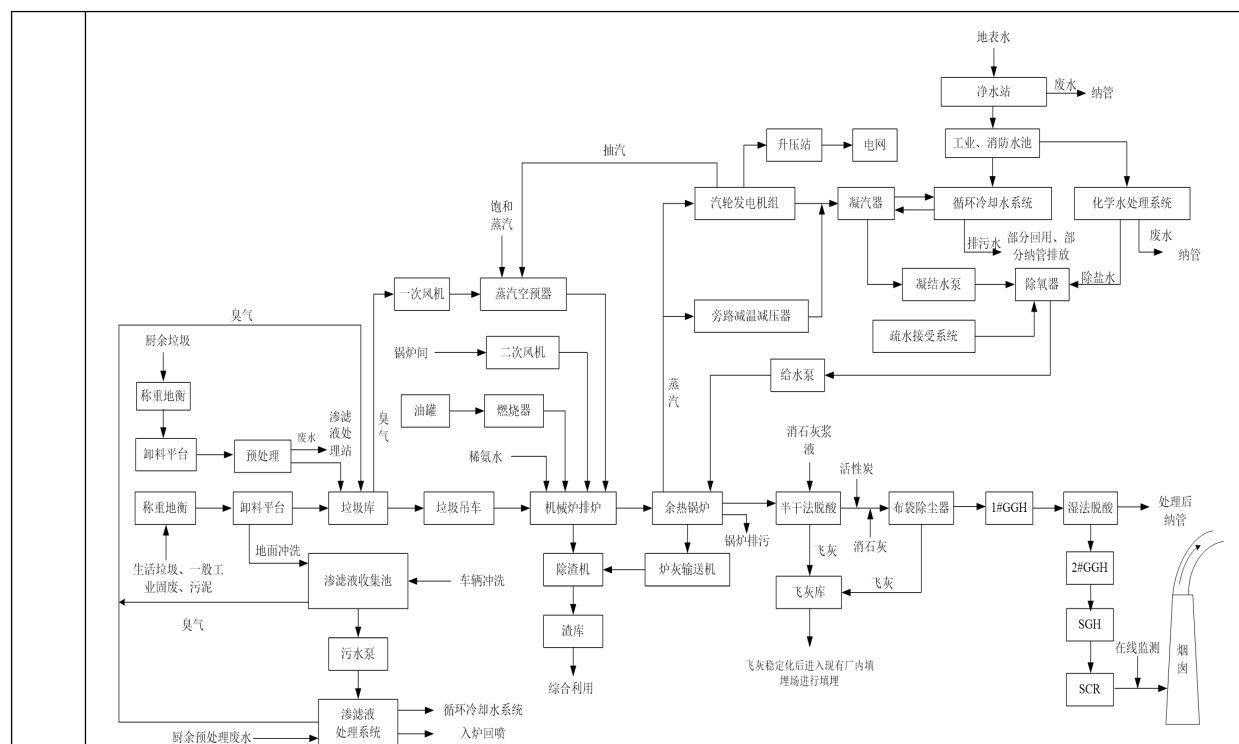 地表水
净水站
废水
纳管
工业、消防水池
升压站
电网
抽汽
汽轮发电机组
凝汽器
循环冷却水系统
化学水处理系统
饱和
蒸汽
排污水
部分回用、部
分纳管排放
废水
纳管
一次风机
蒸汽空预器
凝结水泵
除氧器
除盐水
臭气
旁路减温减压器
疏水接受系统
厨余垃圾
锅炉间
二次风机
给水泵
蒸
汽
称重地衡
油罐
燃烧器
臭
气
渗滤
液处
理站
废水
卸料平台
预处理
稀氨水
消石灰浆
液
活性炭
称重地衡
卸料平台
垃圾库
垃圾吊车
机械炉排炉
余热锅炉
半干法脱酸
布袋除尘器
1#GGH
湿法脱酸
处理后
纳管
锅炉排污
消石灰
地面冲洗
生活垃圾、一般工
业固废、污泥
渗滤液收集池
车辆冲洗
除渣机
炉灰输送机
飞灰
飞灰
飞灰库
2#GGH
臭气
渣库
SGH
污水泵
在线监测
烟
囱
飞灰稳定化后进入现有厂内填
埋场进行填埋
综合利用
SCR
渗滤液
处理系统
循环冷却水系统
入炉回喷
厨余预处理废水